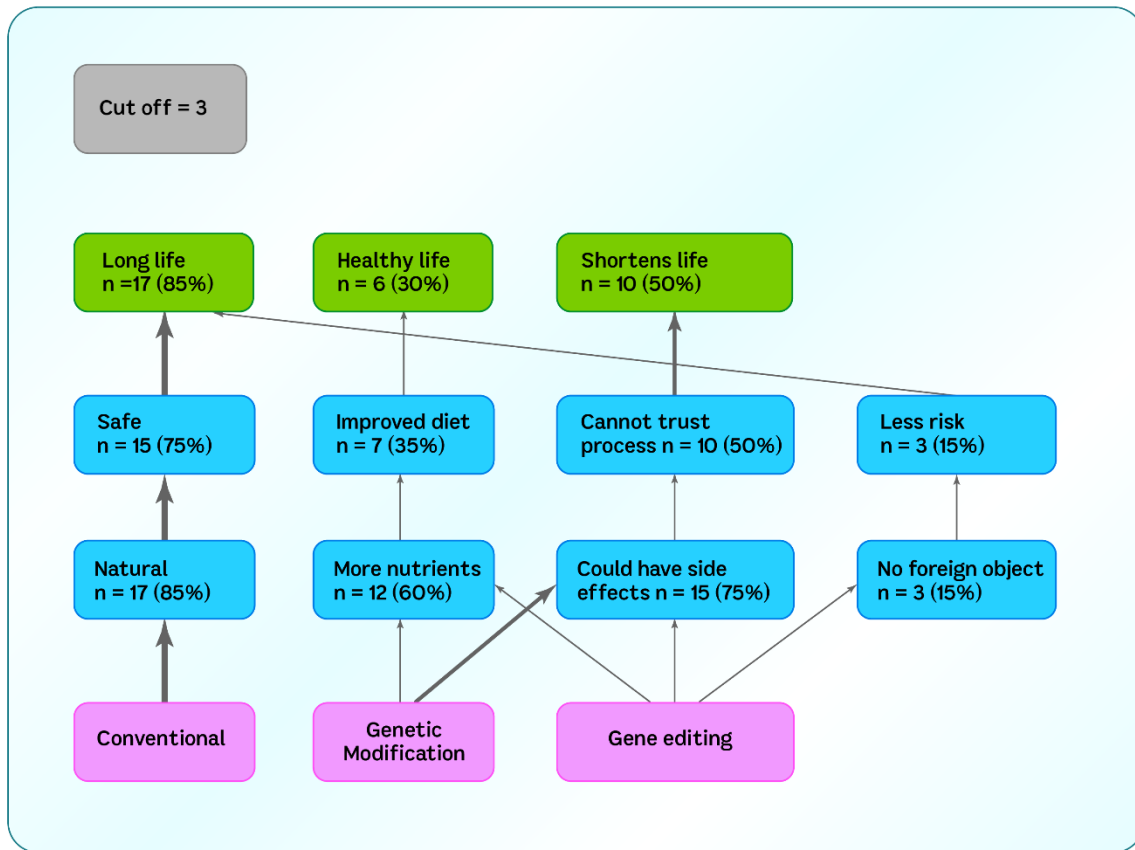 Cut off = 3
Long life
n =17 (85%)
Healthy life
n = 6 (30%)
Shortens life
n = 10 (50%)
Safe
n = 15 (75%)
Improved diet
n = 7 (35%)
Cannot trust
process n = 10 (50%)
Less risk
n = 3 (15%)
Natural
n = 17 (85%)
More nutrients
n = 12 (60%)
Could have side
effects n = 15 (75%)
No foreign object
n = 3 (15%)
Conventional
Genetic
Modification
Gene editing